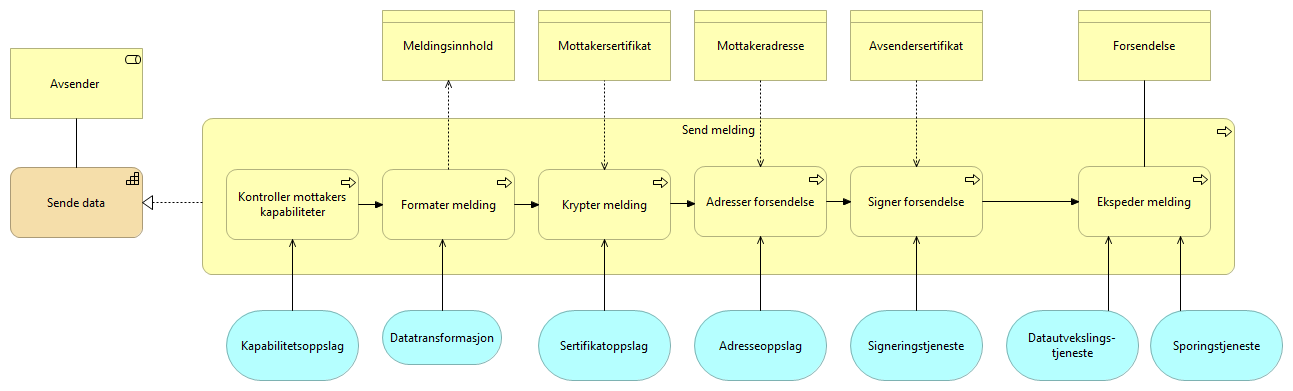 Meldingsinnhold
Mottakersertifikat
Mottakeradresse
Avsendersertifikat
Forsendelse
Avsender
Send melding
Sende data
Kontroller mottakers
kapabiliteter
Formater melding
Krypter melding
Adresser forsendelse
Signer forsendelse
Ekspeder melding
Kapabilitetsoppslag
Datatransformasjon
Sertifikatoppslag
Adresseoppslag
Signeringstjeneste
Datautvekslings-
tjeneste
Sporingstjeneste